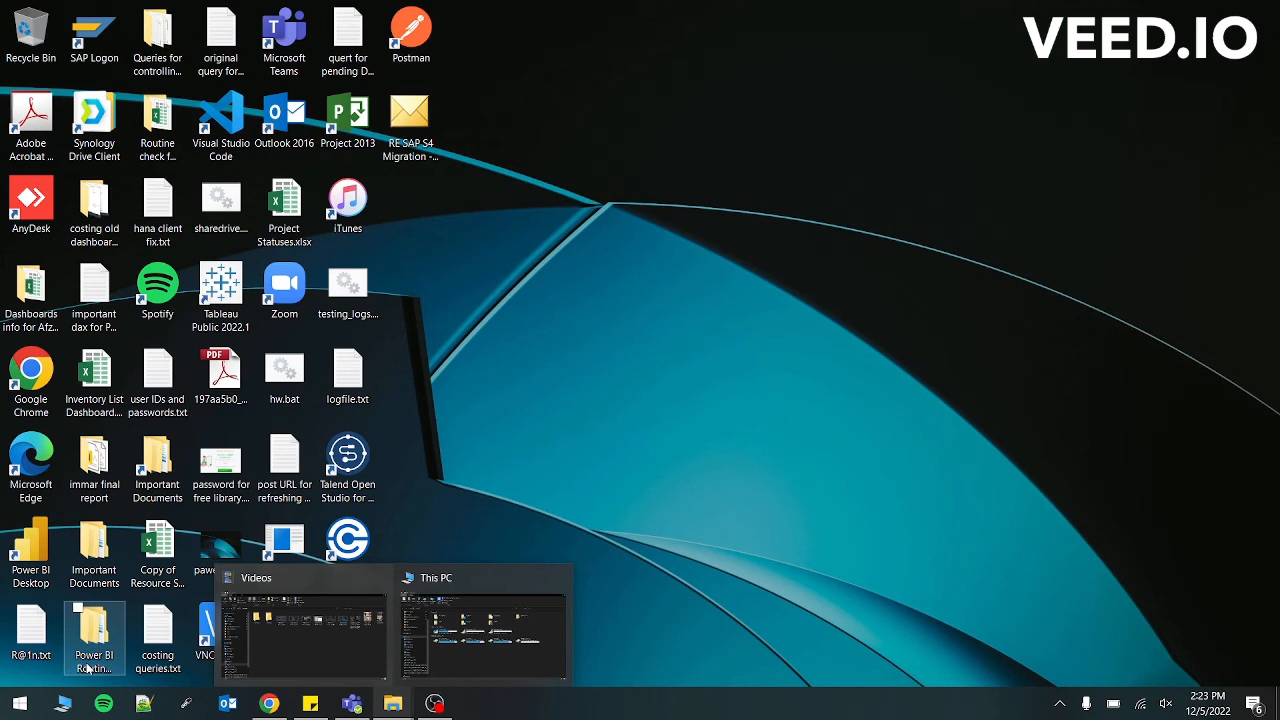 VEED.IO
Recycle Bin
SAP Logon
Queries for
controllin...
original
query for...
Microsoft
Teams
quert for
pending D...
Postman
Adobe
Acrobat ...
Synology
Drive Client
Routine
check f...
Visual Studio
Code
Outlook 2016
Project 2013
RE SAP S4
Migration -...
AnyDesk
costing old
dashboar...
hana client
fix.txt
sharedrive....
Project
Statuses.xlsx
iTunes
Dashboards
info for Afz...
important
dax for P...
Spotify
Tableau
Public 2022.1
Zoom
testing_logs...
Google
Chrome
Inventory List
Dashboard...
user IDs and
passwords.txt
PDF
197aa5b0_...
hw.bat
logfile.txt
Microsoft
Edge
immar final
report
Important
Documents
password for
free library...
post URL for
refreshing ...
Talend Open
Studio for ...
Power BI
Desktop
Important
Documents
Copy of
Resource S...
Videos
This PC
R@1n.txt
Power BI
costing
queries.txt
2:23 PM
12/5/2022
6